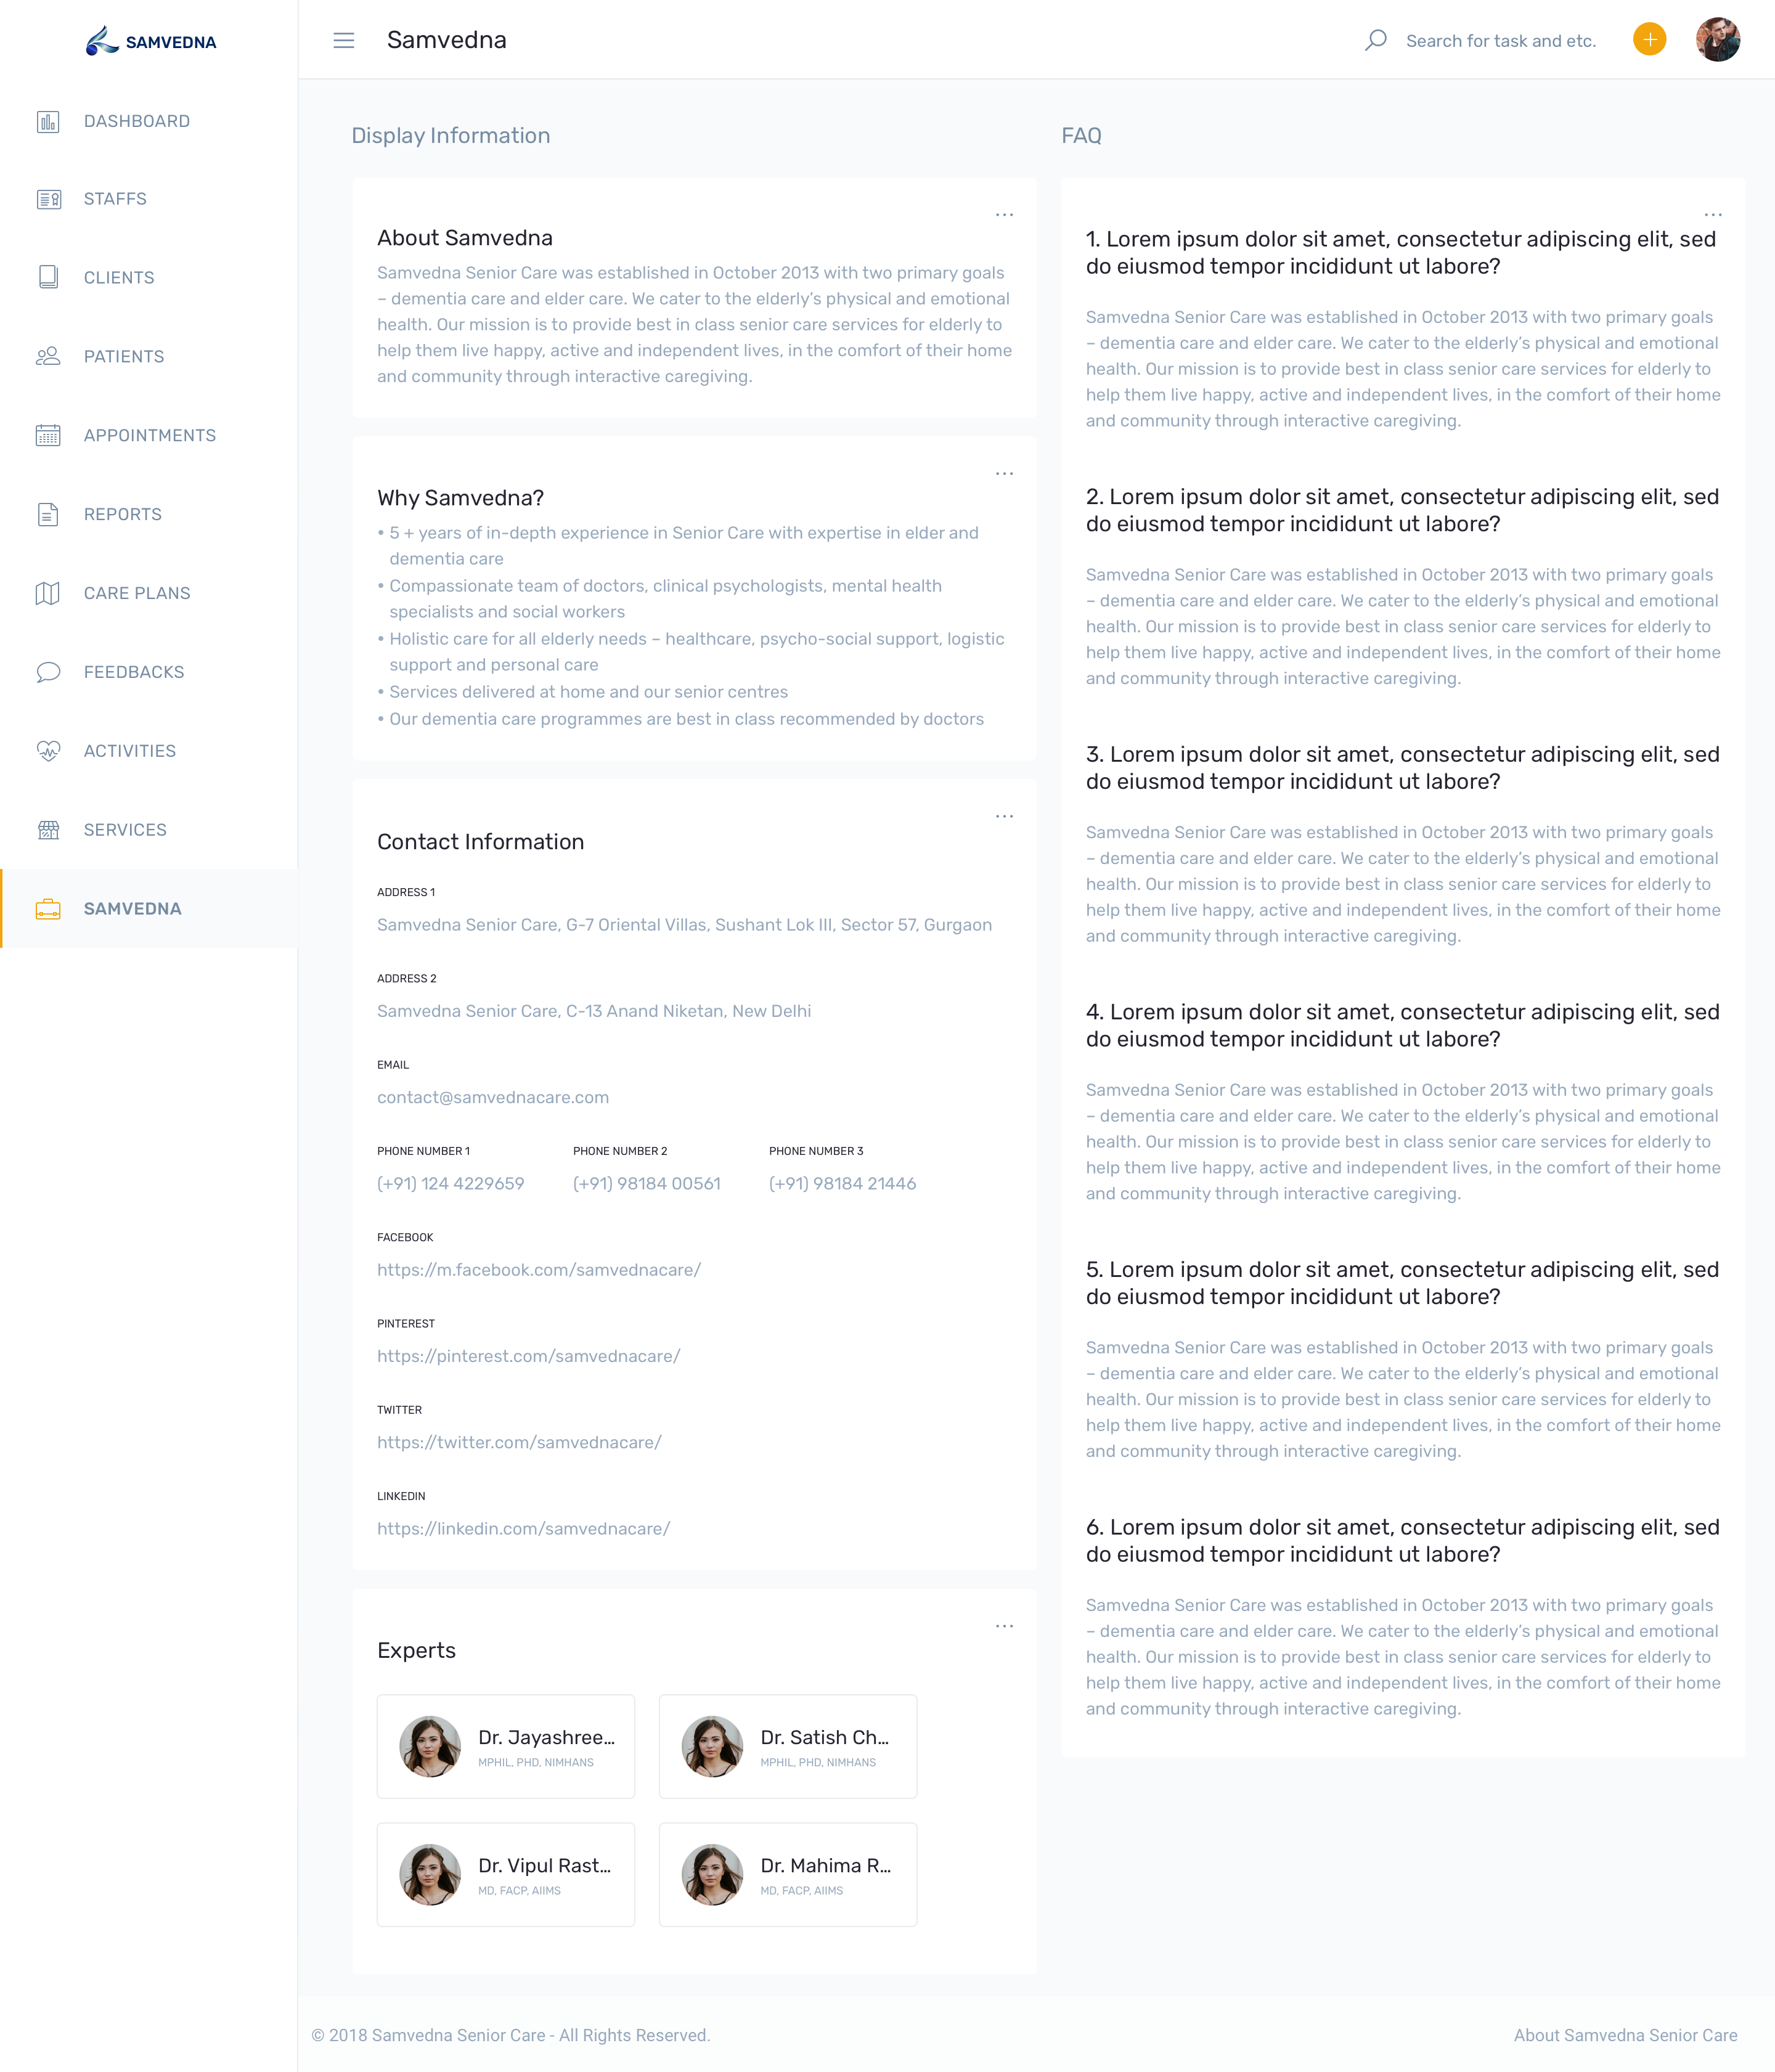 SAMVEDNA
Samvedna
Search for task and etc.
DASHBOARD
STAFFS
CLIENTS
PATIENTS
APPOINTMENTS
REPORTS
CARE PLANS
FEEDBACKS
ACTIVITIES
SERVICES
SAMVEDNA
Display Information
About Samvedna
Samvedna Senior Care was established in October 2013 with two primary goals
– dementia care and elder care. We cater to the elderly’s physical and emotional
health. Our mission is to provide best in class senior care services for elderly to
help them live happy, active and independent lives, in the comfort of their home
and community through interactive caregiving.
Why Samvedna?
• 5 + years of in-depth experience in Senior Care with expertise in elder and
dementia care
• Compassionate team of doctors, clinical psychologists, mental health
specialists and social workers
• Holistic care for all elderly needs – healthcare, psycho-social support, logistic
support and personal care
• Services delivered at home and our senior centres
• Our dementia care programmes are best in class recommended by doctors
Contact Information
ADDRESS 1
Samvedna Senior Care, G-7 Oriental Villas, Sushant Lok III, Sector 57, Gurgaon
ADDRESS 2
Samvedna Senior Care, C-13 Anand Niketan, New Delhi
EMAIL
contact@samvednacare.com
PHONE NUMBER 1 PHONE NUMBER 2 PHONE NUMBER 3
(+91) 124 4229659 (+91) 98184 00561 (+91) 98184 21446
FACEBOOK
https://m.facebook.com/samvednacare/
PINTEREST
https://pinterest.com/samvednacare/
TWITTER
https://twitter.com/samvednacare/
LINKEDIN
https://linkedin.com/samvednacare/
Experts
Dr. Jayashree...
MPHIL, PHD, NIMHANS
Dr. Satish Ch...
MPHIL, PHD, NIMHANS
Dr. Vipul Rast...
MD, FACP, AIIMS
Dr. Mahima R...
MD, FACP, AIIMS
FAQ
1. Lorem ipsum dolor sit amet, consectetur adipiscing elit, sed
do eiusmod tempor incididunt ut labore?
Samvedna Senior Care was established in October 2013 with two primary goals
– dementia care and elder care. We cater to the elderly’s physical and emotional
health. Our mission is to provide best in class senior care services for elderly to
help them live happy, active and independent lives, in the comfort of their home
and community through interactive caregiving.
2. Lorem ipsum dolor sit amet, consectetur adipiscing elit, sed
do eiusmod tempor incididunt ut labore?
Samvedna Senior Care was established in October 2013 with two primary goals
– dementia care and elder care. We cater to the elderly’s physical and emotional
health. Our mission is to provide best in class senior care services for elderly to
help them live happy, active and independent lives, in the comfort of their home
and community through interactive caregiving.
3. Lorem ipsum dolor sit amet, consectetur adipiscing elit, sed
do eiusmod tempor incididunt ut labore?
Samvedna Senior Care was established in October 2013 with two primary goals
– dementia care and elder care. We cater to the elderly’s physical and emotional
health. Our mission is to provide best in class senior care services for elderly to
help them live happy, active and independent lives, in the comfort of their home
and community through interactive caregiving.
4. Lorem ipsum dolor sit amet, consectetur adipiscing elit, sed
do eiusmod tempor incididunt ut labore?
Samvedna Senior Care was established in October 2013 with two primary goals
– dementia care and elder care. We cater to the elderly’s physical and emotional
health. Our mission is to provide best in class senior care services for elderly to
help them live happy, active and independent lives, in the comfort of their home
and community through interactive caregiving.
5. Lorem ipsum dolor sit amet, consectetur adipiscing elit, sed
do eiusmod tempor incididunt ut labore?
Samvedna Senior Care was established in October 2013 with two primary goals
– dementia care and elder care. We cater to the elderly’s physical and emotional
health. Our mission is to provide best in class senior care services for elderly to
help them live happy, active and independent lives, in the comfort of their home
and community through interactive caregiving.
6. Lorem ipsum dolor sit amet, consectetur adipiscing elit, sed
do eiusmod tempor incididunt ut labore?
Samvedna Senior Care was established in October 2013 with two primary goals
– dementia care and elder care. We cater to the elderly’s physical and emotional
health. Our mission is to provide best in class senior care services for elderly to
help them live happy, active and independent lives, in the comfort of their home
and community through interactive caregiving.
© 2018 Samvedna Senior Care - All Rights Reserved.
About Samvedna Senior Care